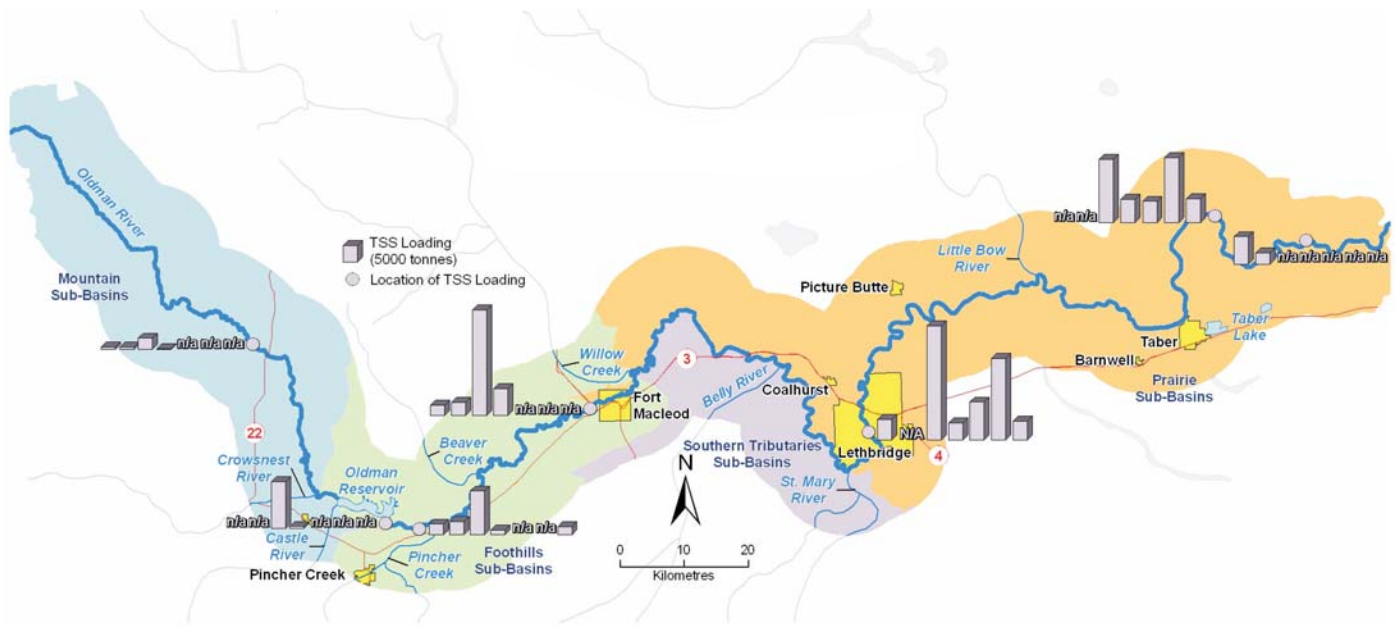 Oldman River
Mountain
Sub-Basins
TSS Loading
(5000 tonnes)
Location of TSS Loading
n/a n/a n/a
22
Crowsnest
River
Oldman
Reservoir
n/a n/a
n/a n/a n/a
Castle
River
Pincher Creek
Pincher
Creek
Beaver
Creek
n/a n/a
Foothills
Sub-Basins
n/a n/a n/a
Willow
Creek
Fort
Macleod
3
Belly River
Southern Tributaries
Sub-Basins
N
0 10 20
Kilometres
Coalhurst
Lethbridge
N/A
4
St. Mary
River
Picture Butte
Little Bow
River
n/a n/a
n/a n/a n/a n/a n/a
Taber
Taber
Lake
Barnwell
Prairie
Sub-Basins